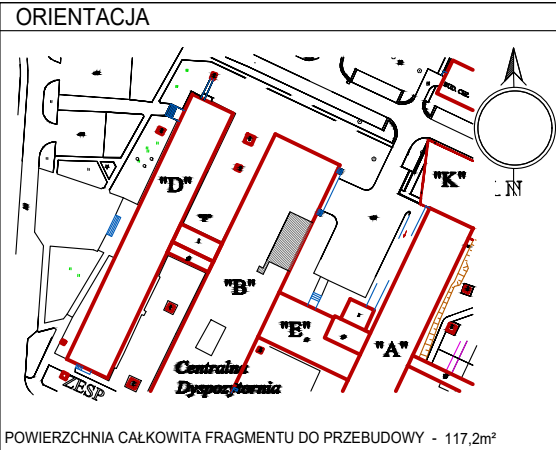 ORIENTACJA
"D"
"K"
"B"
"E"
"A"
N
Centralna
Dyspozytornia
ZESP
POWIERZCHNIA CAŁKOWITA FRAGMENTU DO PRZEBUDOWY - 117,2m²